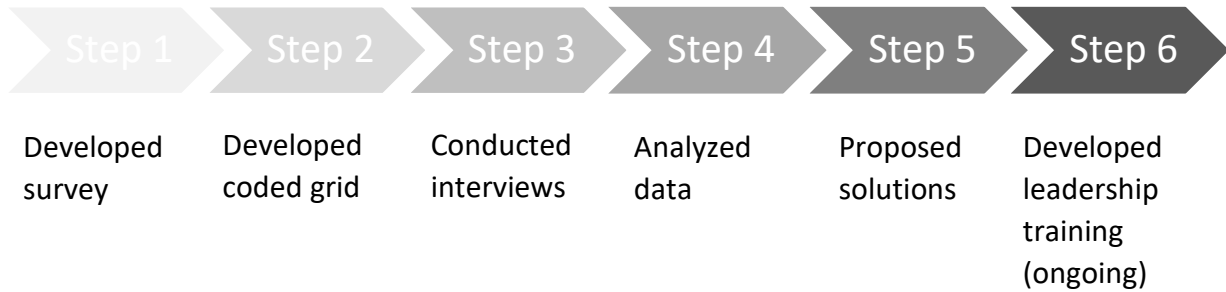 Step 1
Step 2
Step 3
Step 4
Step 5
Step 6
Developed
survey
Developed
coded grid
Conducted
interviews
Analyzed
data
Proposed
solutions
Developed
leadership
training
(ongoing)